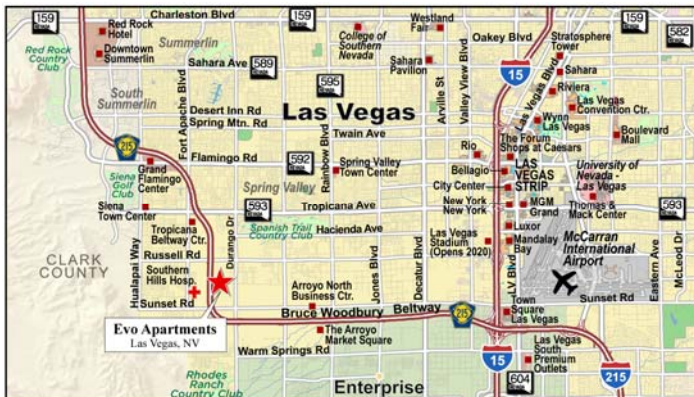 159
Charleston Blvd
159
159
582
Red Rock
Hotel
Downtown
Summerlin
Summerlin
College of
Southern
Nevada
Westland
Fair
Oakey Blvd
Stratosphere
Tower
Red Rock
Country Club
Sahara Ave
589
Sahara
Pavilion
Sahara
15
Riviera
South
Summerlin
595
Desert Inn Rd
Spring Mtn. Rd
Las Vegas
Fort Apache Blvd
Rainbow Blvd
Arville St
Valley View Blvd
Las Vegas Blvd
Las Vegas
Convention Ctr.
Wynn
Las Vegas
Boulevard
Mall
Twain Ave
215
Flamingo Rd
592
Grand
Flamingo
Center
Spring Valley
Town Center
Rio
The Forum
Shops at Caesars
Bellagio
LAS
VEGAS
STRIP
City Center
University of
Nevada -
Las Vegas
Siena
Golf
Club
Spring Valley
Siena
Town Center
593
Tropicana Ave
New York
New York
MGM
Grand
Thomas &
Mack Center
593
Tropicana
Beltway Ctr.
Spanish Trail
Country Club
Hacienda Ave
Luxor
Las Vegas
Stadium
(Opens 2020)
Mandalay
Bay
McCarran
International
Airport
CLARK
COUNTY
Russell Rd
Hualapai Way
Durango Dr
Southern
Hills Hosp.
Sunset Rd
Arroyo North
Business Ctr.
Jones Blvd
Decatur Blvd
LV Blvd
Eastern Ave
McLeod Dr
Sunset Rd
Bruce Woodbury Beltway
215
Town
Square
Las Vegas
Evo Apartments
Las Vegas, NV
The Arroyo
Market Square
Warm Springs Rd
Las Vegas
South
Premium
Outlets
15
215
604
Rhodes
Ranch
Country Club
Enterprise